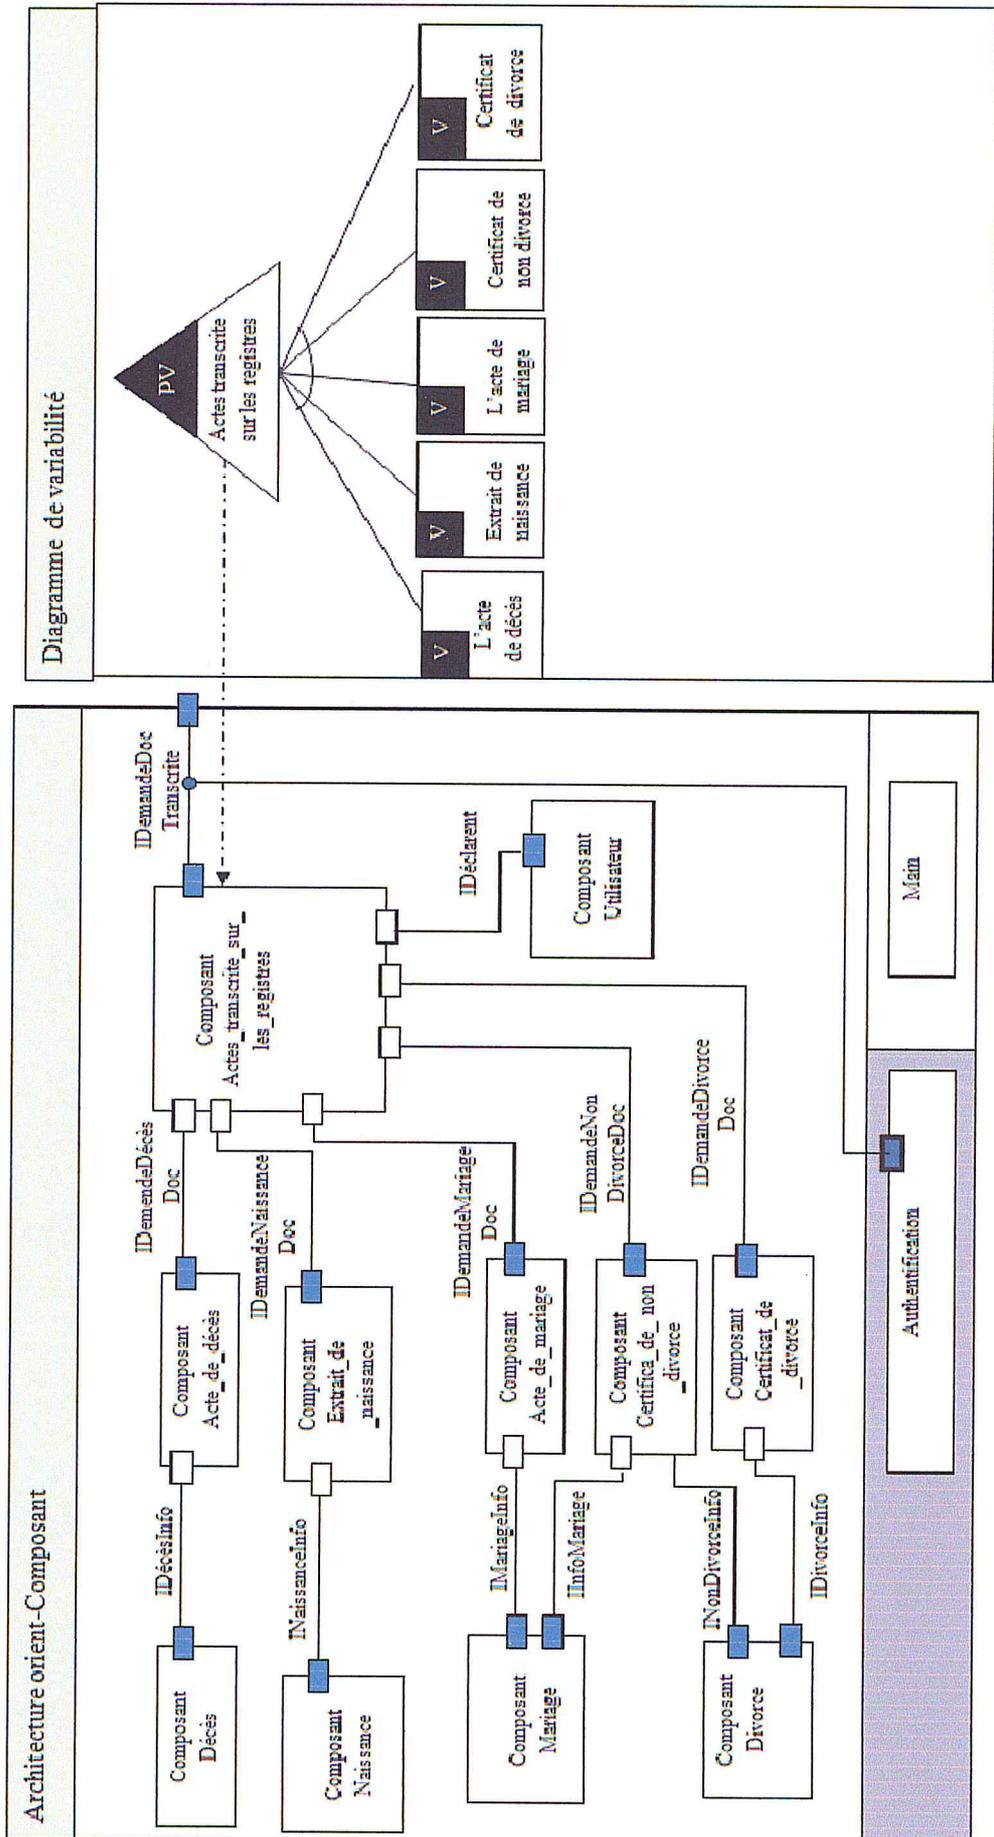 Architecture orient-Composant
Composant
Décès
IDécèsInfo
Composant
Acte_de_décès
IDemendeDécès
Doc
Composant
Actes_transcrite_sur_
les_registres
IDemandeDoc
Transcrite
Composant
Naissance
INaissanceInfo
Composant
Extrait_de
_naissance
IDemandeNaissance
Doc
IDéclarent
Composant
Utilisateur
Composant
Mariage
IMariageInfo
IInfoMariage
Composant
Acte_de_mariage
IDemandeMariage
Doc
Composant
Certifica_de_non
_divorce
IDemandeNon
DivorceDoc
Composant
Divorce
INonDivorceInfo
IDivorceInfo
Composant
Certificat_de
_divorce
IDemandeDivorce
Doc
Authentification
Main
Diagramme de variabilité
PV
Actes transcrite
sur les registres
V
L'acte
de décès
V
Extrait de
naissance
V
L'acte de
mariage
V
Certificat de
non divorce
V
Certificat
de divorce